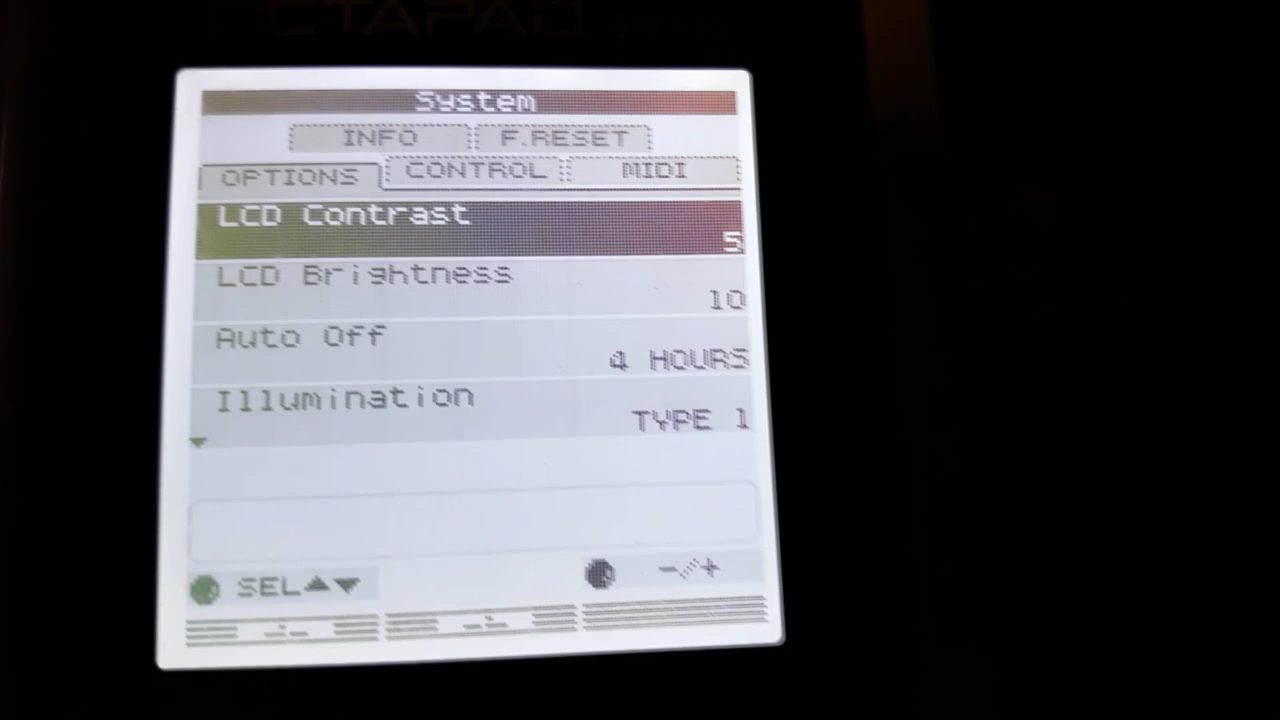 OCTAPAD
System
INFO F.RESET
OPTIONS CONTROL MIDI
LCD Contrast
5
LCD Brightness
10
Auto Off
4 HOURS
Illumination
TYPE 1
SEL▲▼ -/+